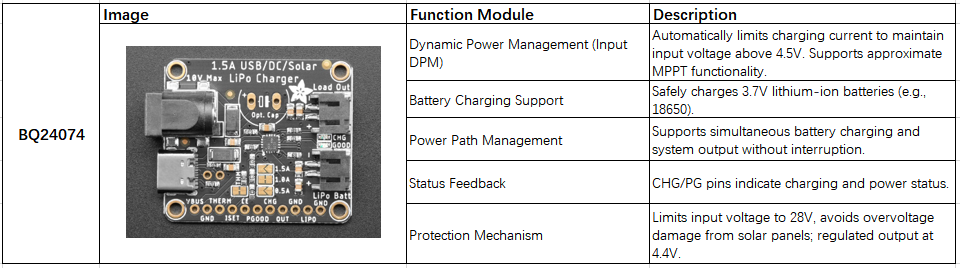 Image
Function Module
Description
BQ24074
1.5A USB/DC/Solar
10V Max
LiPo Charger
Load Out
Opt. Cap
CHG
GOOD
1.5A
1.0A
0.5A
LiPo Batt
VBUS THERM CE CHG GND GND
GND ISET PGOOD OUT LIPO
Dynamic Power Management (Input
DPM)
Automatically limits charging current to maintain
input voltage above 4.5V. Supports approximate
MPPT functionality.
Battery Charging Support
Safely charges 3.7V lithium-ion batteries (e.g.,
18650).
Power Path Management
Supports simultaneous battery charging and
system output without interruption.
Status Feedback
CHG/PG pins indicate charging and power status.
Protection Mechanism
Limits input voltage to 28V, avoids overvoltage
damage from solar panels; regulated output at
4.4V.